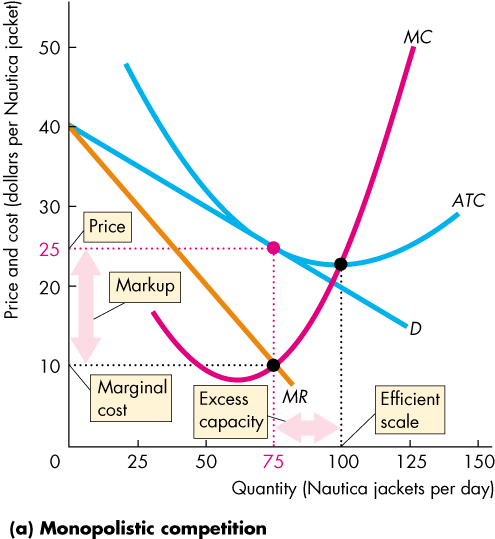 Price and cost (dollars per Nautica jacket)
50
40
30
25
20
10
0
25
50
75
100
125
150
MC
ATC
D
MR
Price
Markup
Marginal
cost
Excess
capacity
Efficient
scale
Quantity (Nautica jackets per day)
(a) Monopolistic competition